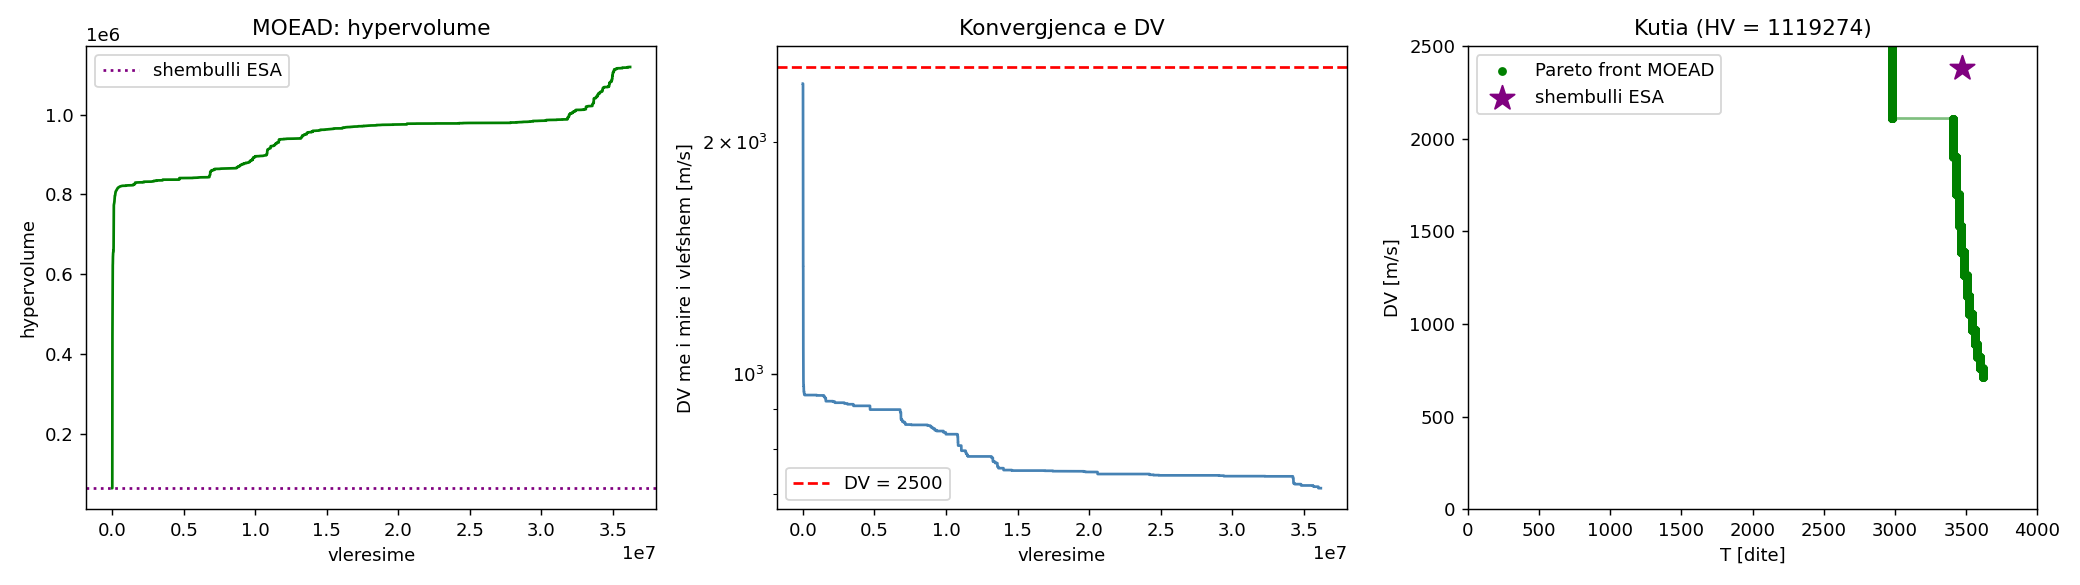 MOEAD: hypervolume
1e6
shembulli ESA
1.0
0.8
0.6
0.4
0.2
hypervolume
0.0 0.5 1.0 1.5 2.0 2.5 3.0 3.5
1e7
vleresime
Konvergjenca e DV
2 × 10³
10³
DV me i mire i vlefshem [m/s]
DV = 2500
0.0 0.5 1.0 1.5 2.0 2.5 3.0 3.5
1e7
vleresime
Kutia (HV = 1119274)
Pareto front MOEAD
shembulli ESA
2500
2000
1500
1000
500
0
DV [m/s]
0 500 1000 1500 2000 2500 3000 3500 4000
T [dite]